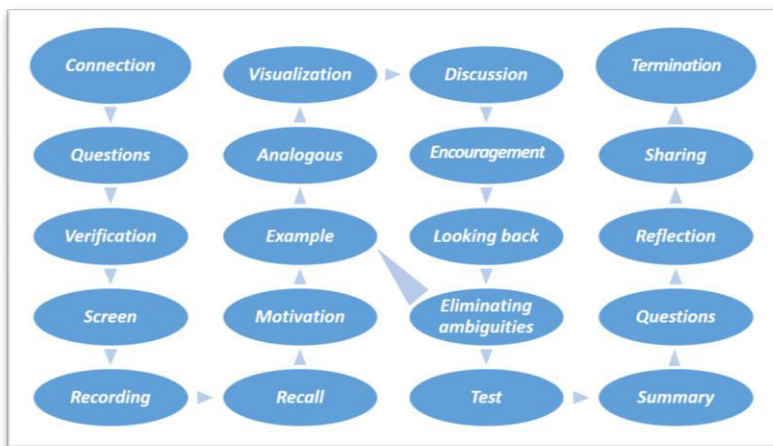 Connection
Questions
Verification
Screen
Recording
Recall
Motivation
Example
Analogous
Visualization
Discussion
Encouragement
Looking back
Eliminating
ambiguities
Test
Summary
Questions
Reflection
Sharing
Termination